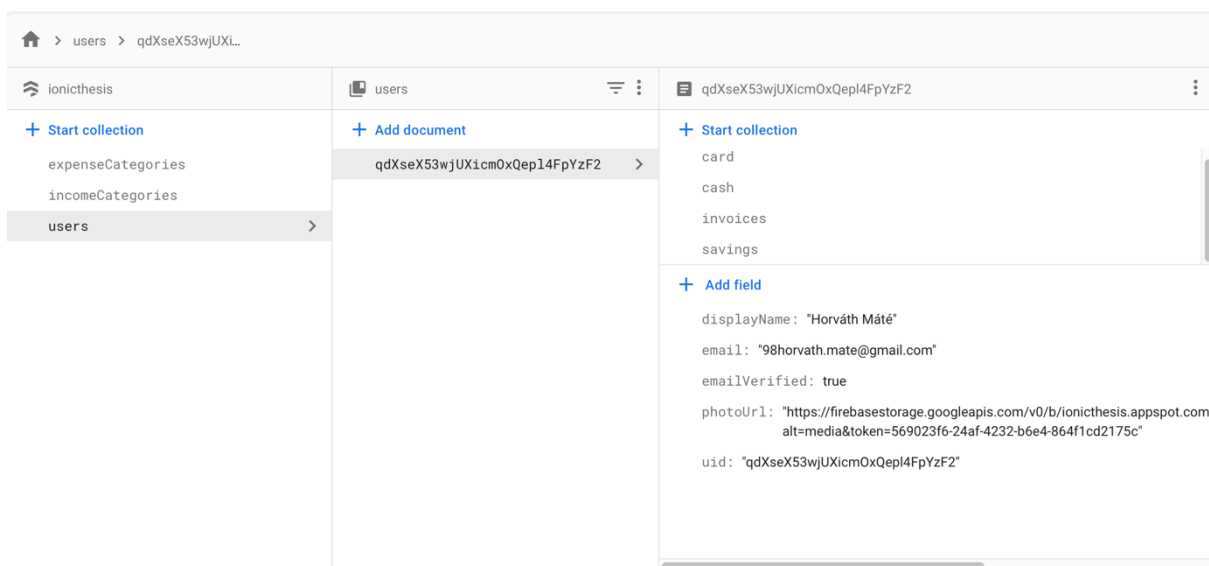 > users > qdXseX53wjUXi…
ionicthesis
users
qdXseX53wjUXicmOxQepl4FpYzF2
+ Start collection
+ Add document
+ Start collection
expenseCategories
incomeCategories
users
qdXseX53wjUXicmOxQepl4FpYzF2
card
cash
invoices
savings
+ Add field
displayName: "Horváth Máté"
email: "98horvath.mate@gmail.com"
emailVerified: true
photoUrl: "https://firebasestorage.googleapis.com/v0/b/ionicthesis.appspot.com
alt=media&token=569023f6-24af-4232-b6e4-864f1cd2175c"
uid: "qdXseX53wjUXicmOxQepl4FpYzF2"